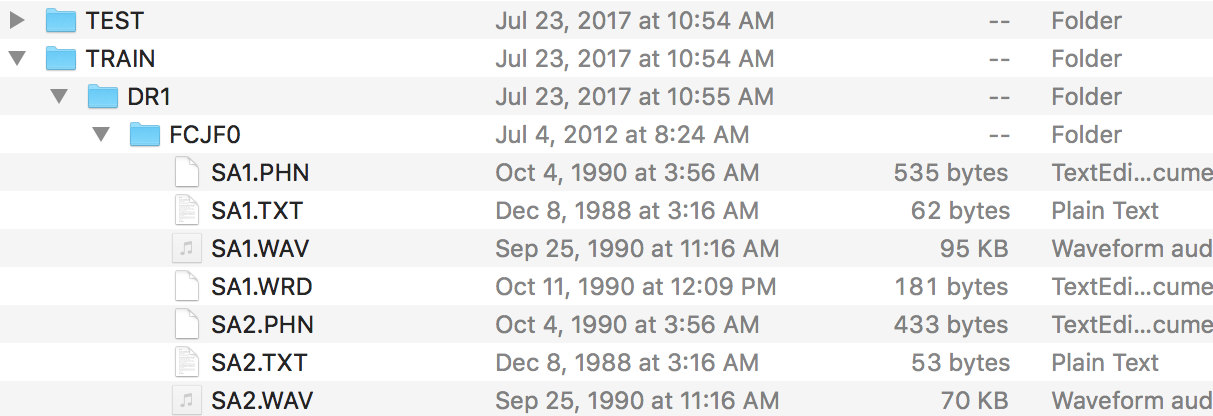 TEST Jul 23, 2017 at 10:54 AM -- Folder
TRAIN Jul 23, 2017 at 10:54 AM -- Folder
DR1 Jul 23, 2017 at 10:55 AM -- Folder
FCJF0 Jul 4, 2012 at 8:24 AM -- Folder
SA1.PHN Oct 4, 1990 at 3:56 AM 535 bytes TextEdi...cume
SA1.TXT Dec 8, 1988 at 3:16 AM 62 bytes Plain Text
SA1.WAV Sep 25, 1990 at 11:16 AM 95 KB Waveform aud
SA1.WRD Oct 11, 1990 at 12:09 PM 181 bytes TextEdi...cume
SA2.PHN Oct 4, 1990 at 3:56 AM 433 bytes TextEdi...cume
SA2.TXT Dec 8, 1988 at 3:16 AM 53 bytes Plain Text
SA2.WAV Sep 25, 1990 at 11:16 AM 70 KB Waveform aud